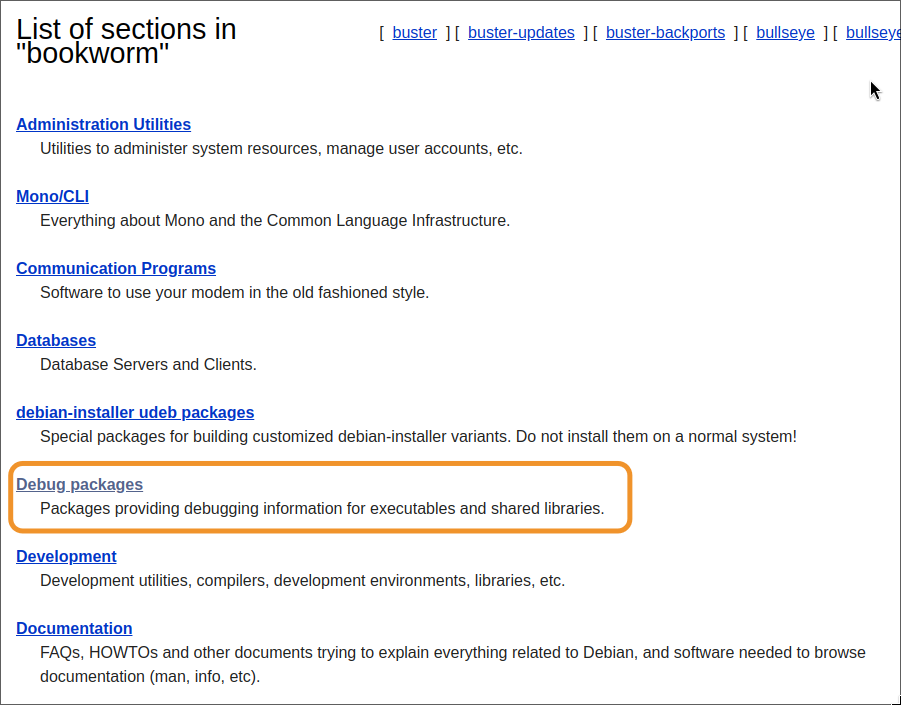 List of sections in
"bookworm"
[ buster ] [ buster-updates ] [ buster-backports ] [ bullseye ] [ bullseye
Administration Utilities
Utilities to administer system resources, manage user accounts, etc.
Mono/CLI
Everything about Mono and the Common Language Infrastructure.
Communication Programs
Software to use your modem in the old fashioned style.
Databases
Database Servers and Clients.
debian-installer udeb packages
Special packages for building customized debian-installer variants. Do not install them on a normal system!
Debug packages
Packages providing debugging information for executables and shared libraries.
Development
Development utilities, compilers, development environments, libraries, etc.
Documentation
FAQs, HOWTOs and other documents trying to explain everything related to Debian, and software needed to browse
documentation (man, info, etc).